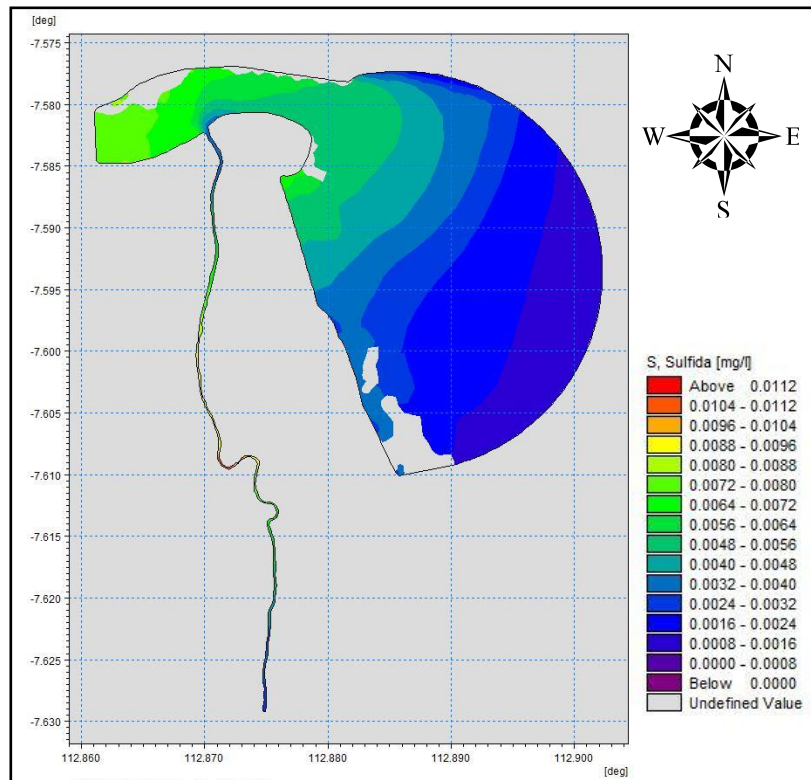 [deg]
-7.575
-7.580
-7.585
-7.590
-7.595
-7.600
-7.605
-7.610
-7.615
-7.620
-7.625
-7.630
112.860 112.870 112.880 112.890 112.900
[deg]
N
W E
S
S, Sulfida [mg/l]
Above 0.0112
0.0104 - 0.0112
0.0096 - 0.0104
0.0088 - 0.0096
0.0080 - 0.0088
0.0072 - 0.0080
0.0064 - 0.0072
0.0056 - 0.0064
0.0048 - 0.0056
0.0040 - 0.0048
0.0032 - 0.0040
0.0024 - 0.0032
0.0016 - 0.0024
0.0008 - 0.0016
0.0000 - 0.0008
Below 0.0000
Undefined Value